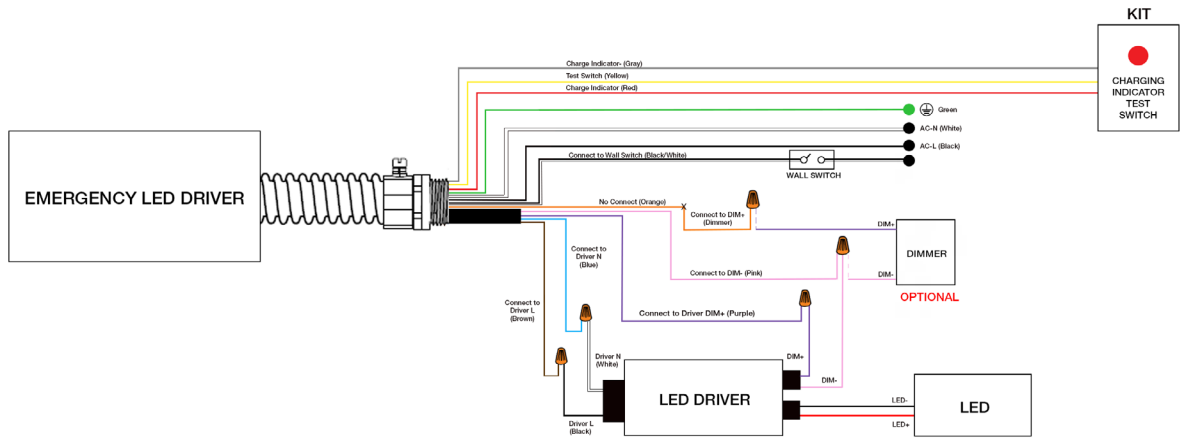 KIT
CHARGING
INDICATOR
TEST
SWITCH
Charge Indicator- (Gray)
Test Switch (Yellow)
Charge Indicator (Red)
Green
AC-N (White)
AC-L (Black)
Connect to Wall Switch (Black/White)
WALL SWITCH
EMERGENCY LED DRIVER
No Connect (Orange)
X
Connect to DIM+
(Dimmer)
DIM+
DIMMER
DIM-
OPTIONAL
Connect to
Driver N
(Blue)
Connect to DIM- (Pink)
Connect to
Driver L
(Brown)
Connect to Driver DIM+ (Purple)
Driver N
(White)
DIM+
DIM-
LED DRIVER
Driver L
(Black)
LED-
LED+
LED